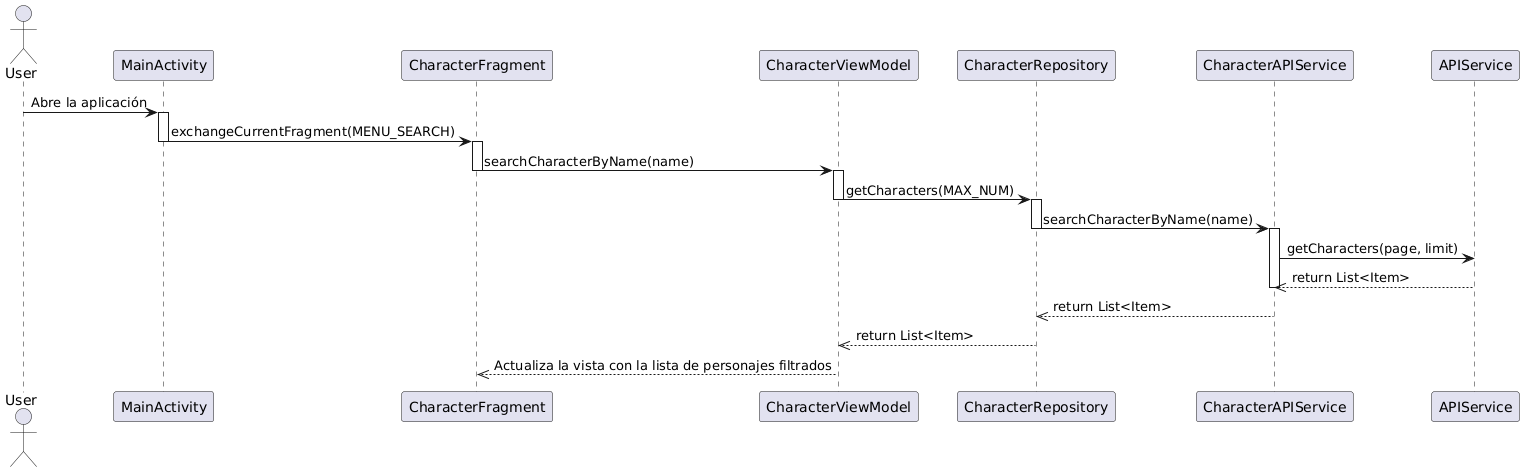 User
MainActivity
CharacterFragment
CharacterViewModel
CharacterRepository
CharacterAPIService
APIService
Abre la aplicación
exchangeCurrentFragment(MENU_SEARCH)
searchCharacterByName(name)
getCharacters(MAX_NUM)
searchCharacterByName(name)
getCharacters(page, limit)
return List<Item>
return List<Item>
return List<Item>
Actualiza la vista con la lista de personajes filtrados
User
MainActivity
CharacterFragment
CharacterViewModel
CharacterRepository
CharacterAPIService
APIService